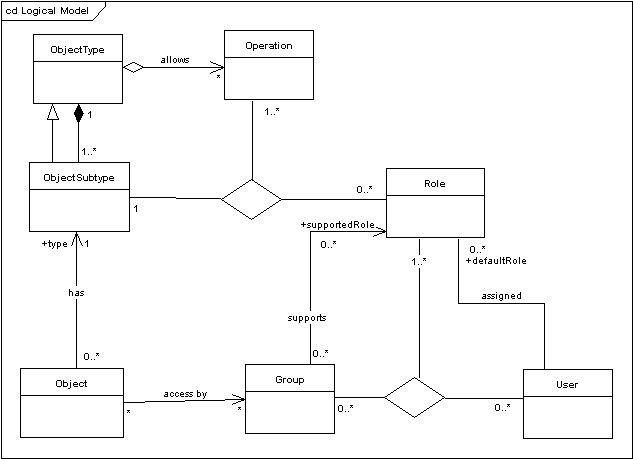 cd Logical Model
ObjectType
Operation
allows
*
1
1..*
1..*
ObjectSubtype
Role
1
0..*
+type
1
+supportedRole
0..*
1..*
0..*
+defaultRole
has
assigned
supports
0..*
0..*
Object
Group
User
access by
*
*
0..*
0..*